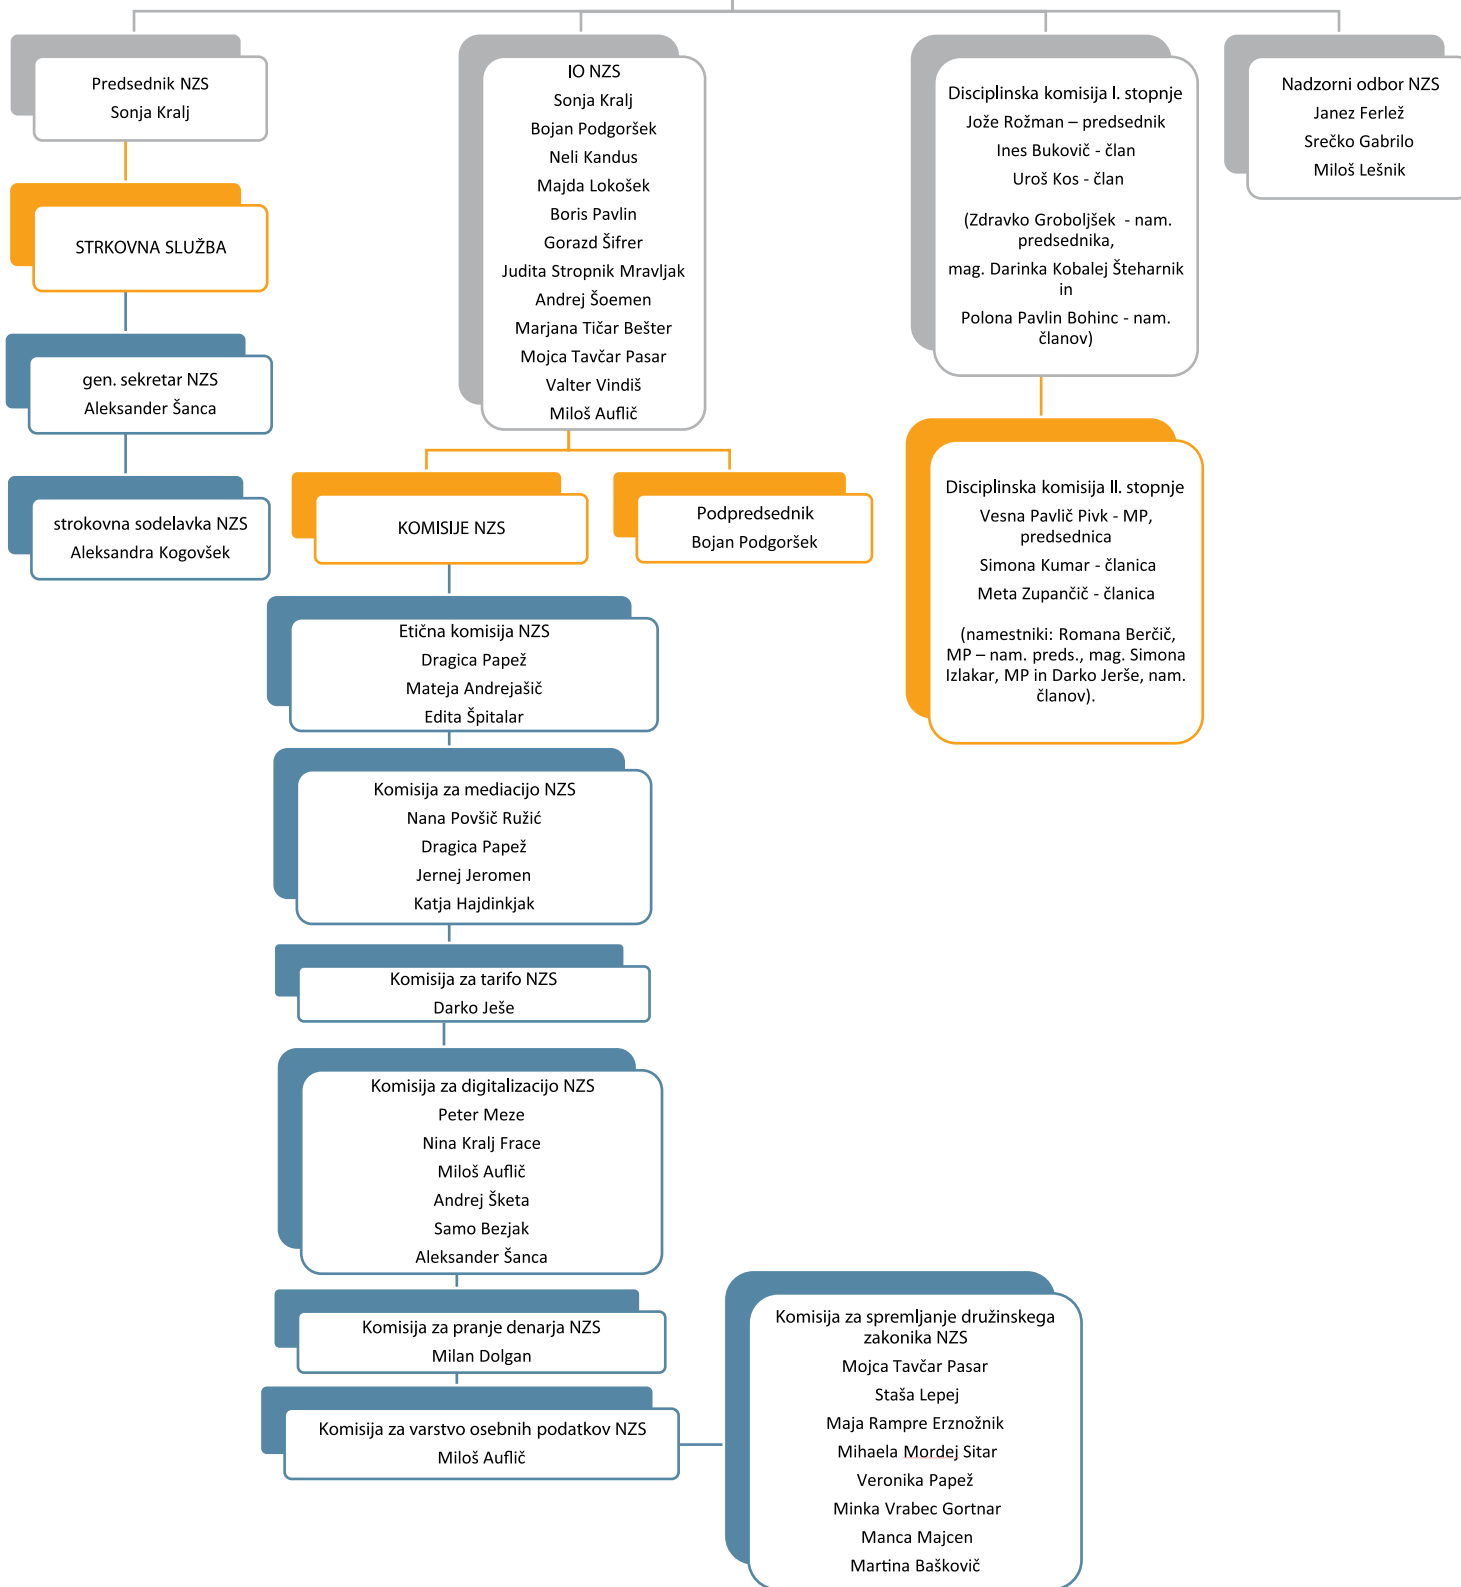 Predsednik NZS
Sonja Kralj
STRKOVNA SLUŽBA
gen. sekretar NZS
Aleksander Šanca
strokovna sodelavka NZS
Aleksandra Kogovšek
IO NZS
Sonja Kralj
Bojan Podgoršek
Neli Kandus
Majda Lokošek
Boris Pavlin
Gorazd Šifrer
Judita Stropnik Mravljak
Andrej Šoemen
Marjana Tičar Bešter
Mojca Tavčar Pasar
Valter Vindiš
Miloš Auflič
KOMISIJE NZS
Podpredsednik
Bojan Podgoršek
Etična komisija NZS
Dragica Papež
Mateja Andrejašič
Edita Špitalar
Komisija za mediacijo NZS
Nana Povšič Ružić
Dragica Papež
Jernej Jeromen
Katja Hajdinkjak
Komisija za tarifo NZS
Darko Ješe
Komisija za digitalizacijo NZS
Peter Meze
Nina Kralj Frace
Miloš Auflič
Andrej Šketa
Samo Bezjak
Aleksander Šanca
Komisija za pranje denarja NZS
Milan Dolgan
Komisija za varstvo osebnih podatkov NZS
Miloš Auflič
Komisija za spremljanje družinskega
zakonika NZS
Mojca Tavčar Pasar
Staša Lepej
Maja Rampre Erznožnik
Mihaela Mordej Sitar
Veronika Papež
Minka Vrabec Gortnar
Manca Majcen
Martina Baškovič
Disciplinska komisija I. stopnje
Jože Rožman – predsednik
Ines Bukovič - član
Uroš Kos - član
(Zdravko Groboljšek - nam.
predsednika,
mag. Darinka Kobalej Šteharnik
in
Polona Pavlin Bohinc - nam.
članov)
Disciplinska komisija II. stopnje
Vesna Pavlič Pivk - MP,
predsednica
Simona Kumar - članica
Meta Zupančič - članica
(namestniki: Romana Berčič,
MP – nam. preds., mag. Simona
Izlakar, MP in Darko Jerše, nam.
članov).
Nadzorni odbor NZS
Janez Ferlež
Srečko Gabrilo
Miloš Lešnik